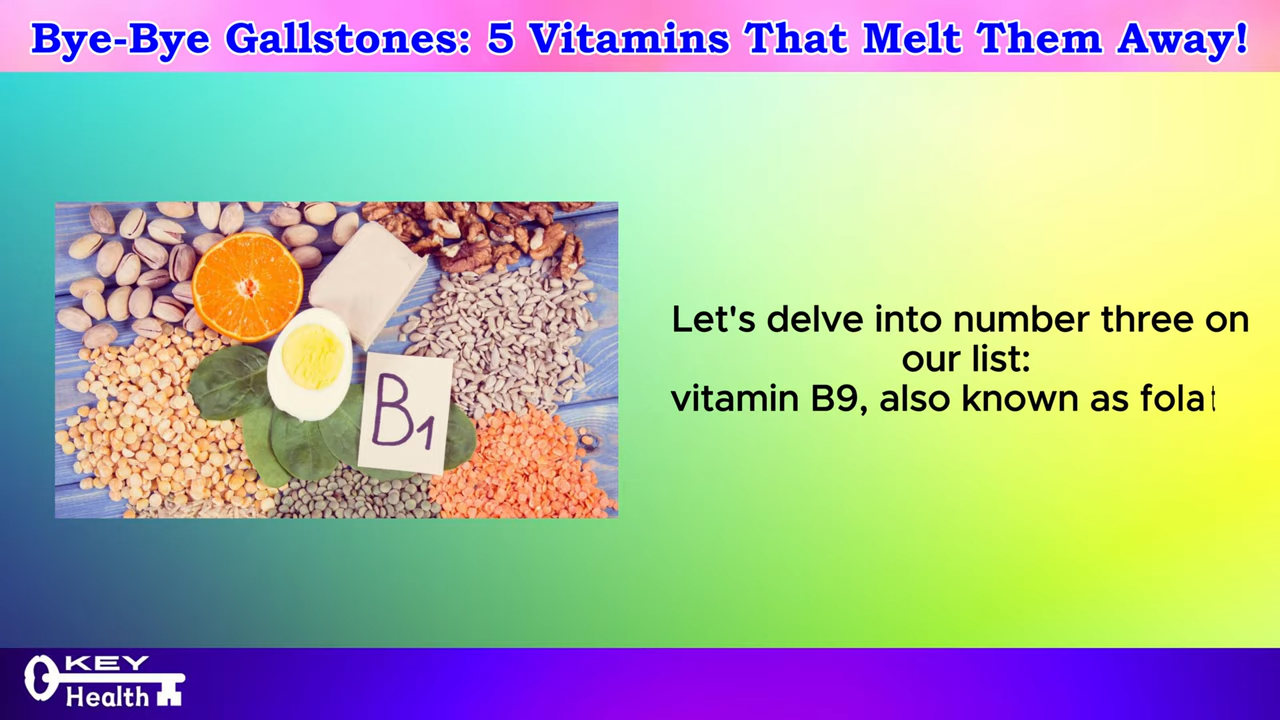 Bye-Bye Gallstones: 5 Vitamins That Melt Them Away!
B1
Let's delve into number three on
our list:
vitamin B9, also known as folat
KEY
Health